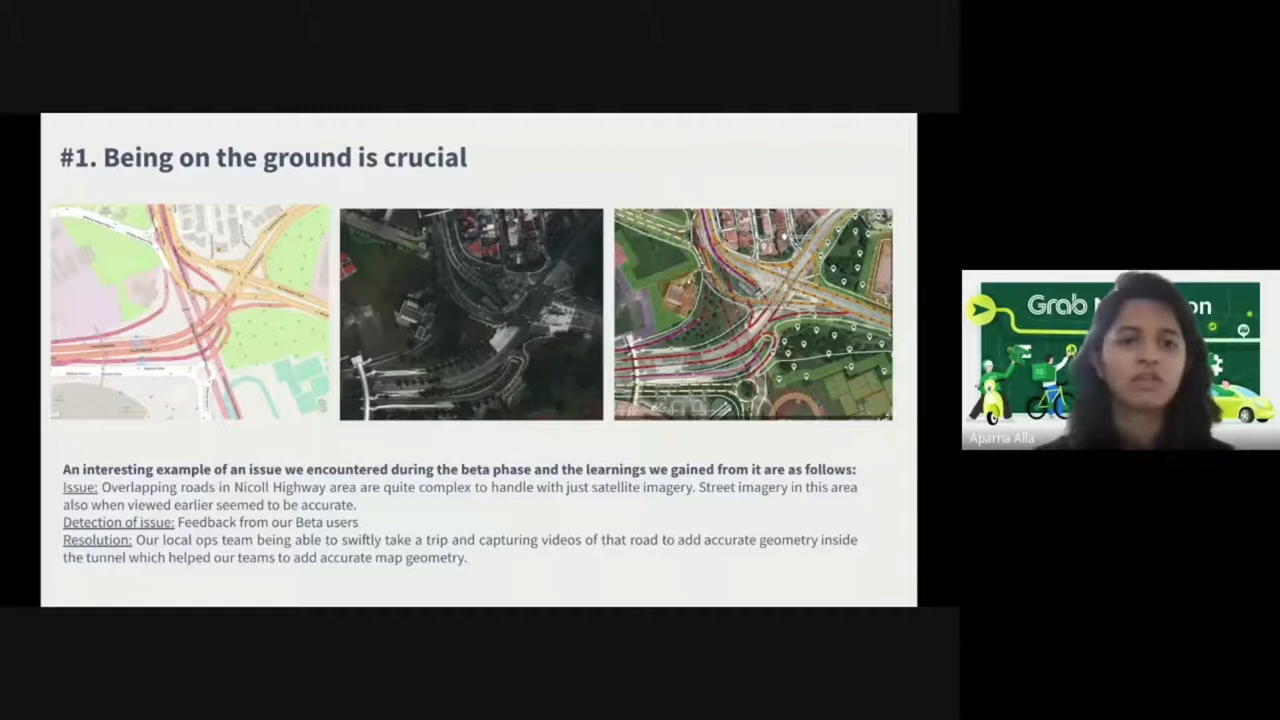 #1. Being on the ground is crucial
An interesting example of an issue we encountered during the beta phase and the learnings we gained from it are as follows:
Issue: Overlapping roads in Nicoll Highway area are quite complex to handle with just satellite imagery. Street imagery in this area
also when viewed earlier seemed to be accurate.
Detection of issue: Feedback from our Beta users
Resolution: Our local ops team being able to swiftly take a trip and capturing videos of that road to add accurate geometry inside
the tunnel which helped our teams to add accurate map geometry.
Grab
Aparna Alla